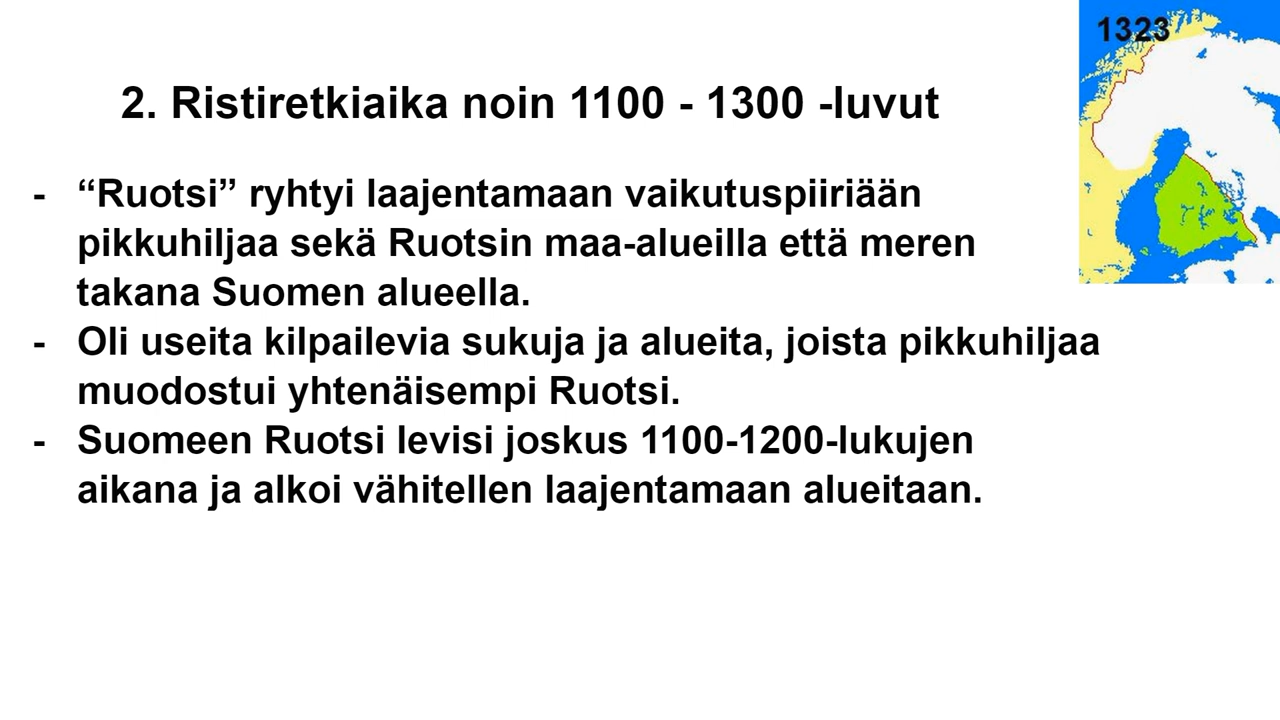 1323
2. Ristiretkiaika noin 1100 - 1300 -luvut
- “Ruotsi” ryhtyi laajentamaan vaikutuspiiriään
pikkuhiljaa sekä Ruotsin maa-alueilla että meren
takana Suomen alueella.
- Oli useita kilpailevia sukuja ja alueita, joista pikkuhiljaa
muodostui yhtenäisempi Ruotsi.
- Suomeen Ruotsi levisi joskus 1100-1200-lukujen
aikana ja alkoi vähitellen laajentamaan alueitaan.